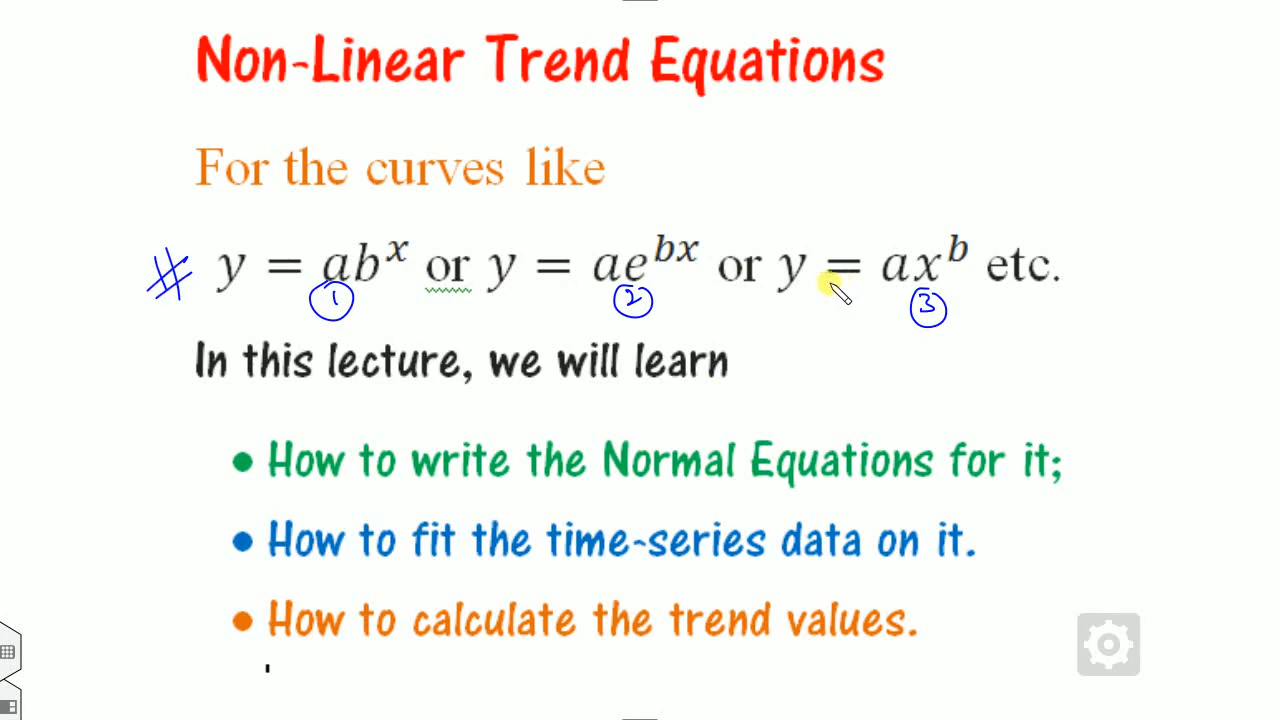 Non-Linear Trend Equations
For the curves like
# y = ab^x or y = ae^{bx} or y = ax^b etc.
① ② ③
In this lecture, we will learn
• How to write the Normal Equations for it;
• How to fit the time-series data on it.
• How to calculate the trend values.